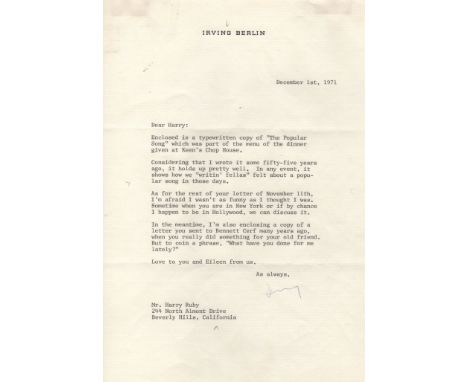 IRVING BERLIN
December 1st, 1971
Dear Harry:
Enclosed is a typewritten copy of "The Popular
Song" which was part of the menu of the dinner
given at Keen's Chop House.
Considering that I wrote it some fifty-five years
ago, it holds up pretty well. In any event, it
shows how we "writin' fellas" felt about a popu-
lar song in those days.
As for the rest of your letter of November 11th,
I'm afraid I wasn't as funny as I thought I was.
Sometime when you are in New York or if by chance
I happen to be in Hollywood, we can discuss it.
In the meantime, I'm also enclosing a copy of a
letter you sent to Bennett Cerf many years ago,
when you really did something for your old friend.
But to coin a phrase, "What have you done for me
lately?"
Love to you and Eileen from us.
As always,
Irving
Mr. Harry Ruby
244 North Almont Drive
Beverly Hills, California